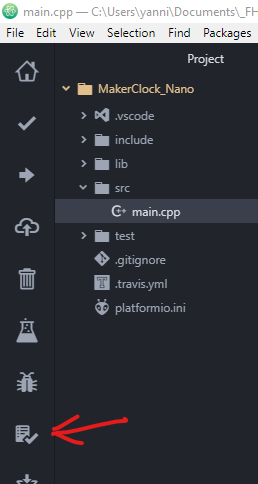 main.cpp — C:\Users\yanni\Documents\_FH
File Edit View Selection Find Packages
Project
MakerClock_Nano
.vscode
include
lib
src
main.cpp
test
.gitignore
.travis.yml
platformio.ini